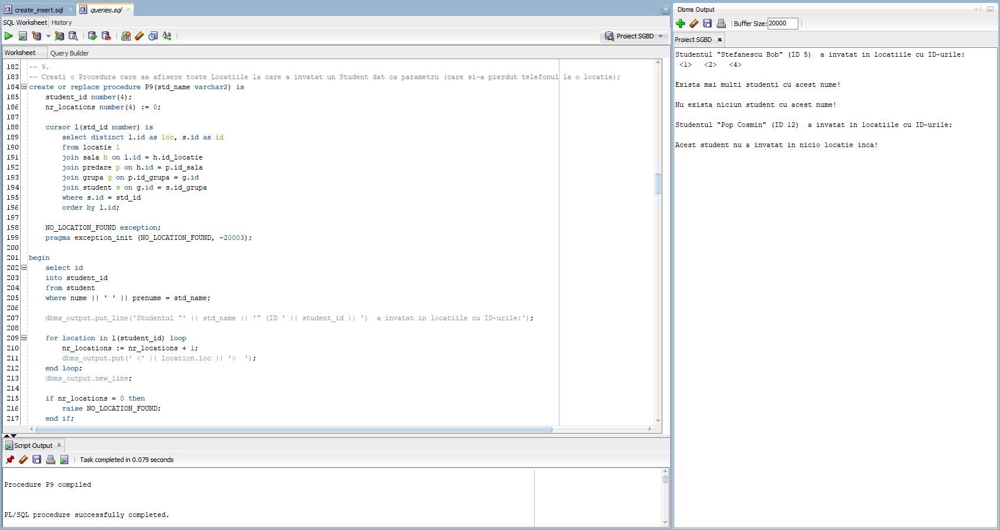 create_insert.sql
queries.sql
SQL Worksheet History
Proiect SGBD
Worksheet Query Builder
182 -- 9.
183 -- Creati o Procedura care sa afiseze toate Locatiile la care a invatat un Student dat ca parametru (care si-a pierdut telefonul la o locatie);
184 create or replace procedure P9(std_name varchar2) is
185     student_id number(4);
186     nr_locations number(4) := 0;
187
188     cursor l(std_id number) is
189         select distinct l.id as loc, s.id as id
190         from locatie l
191         join sala h on l.id = h.id_locatie
192         join predare p on h.id = p.id_sala
193         join grupa g on p.id_grupa = g.id
194         join student s on g.id = s.id_grupa
195         where s.id = std_id
196         order by l.id;
197
198     NO_LOCATION_FOUND exception;
199     pragma exception_init (NO_LOCATION_FOUND, -20003);
200
201 begin
202     select id
203     into student_id
204     from student
205     where nume || ' ' || prenume = std_name;
206
207     dbms_output.put_line('Studentul "' || std_name || '" (ID ' || student_id || ')  a invatat in locatiile cu ID-urile:');
208
209     for location in l(student_id) loop
210         nr_locations := nr_locations + 1;
211         dbms_output.put(' <' || location.loc || '>  ');
212     end loop;
213     dbms_output.new_line;
214
215     if nr_locations = 0 then
216         raise NO_LOCATION_FOUND;
217     end if;
Script Output
Task completed in 0.079 seconds
Procedure P9 compiled
PL/SQL procedure successfully completed.
Dbms Output
Buffer Size: 20000
Proiect SGBD
Studentul "Stefanescu Bob" (ID 5)  a invatat in locatiile cu ID-urile:
<1>   <2>   <4>
Exista mai multi studenti cu acest nume!
Nu exista niciun student cu acest nume!
Studentul "Pop Cosmin" (ID 12)  a invatat in locatiile cu ID-urile:
Acest student nu a invatat in nicio locatie inca!